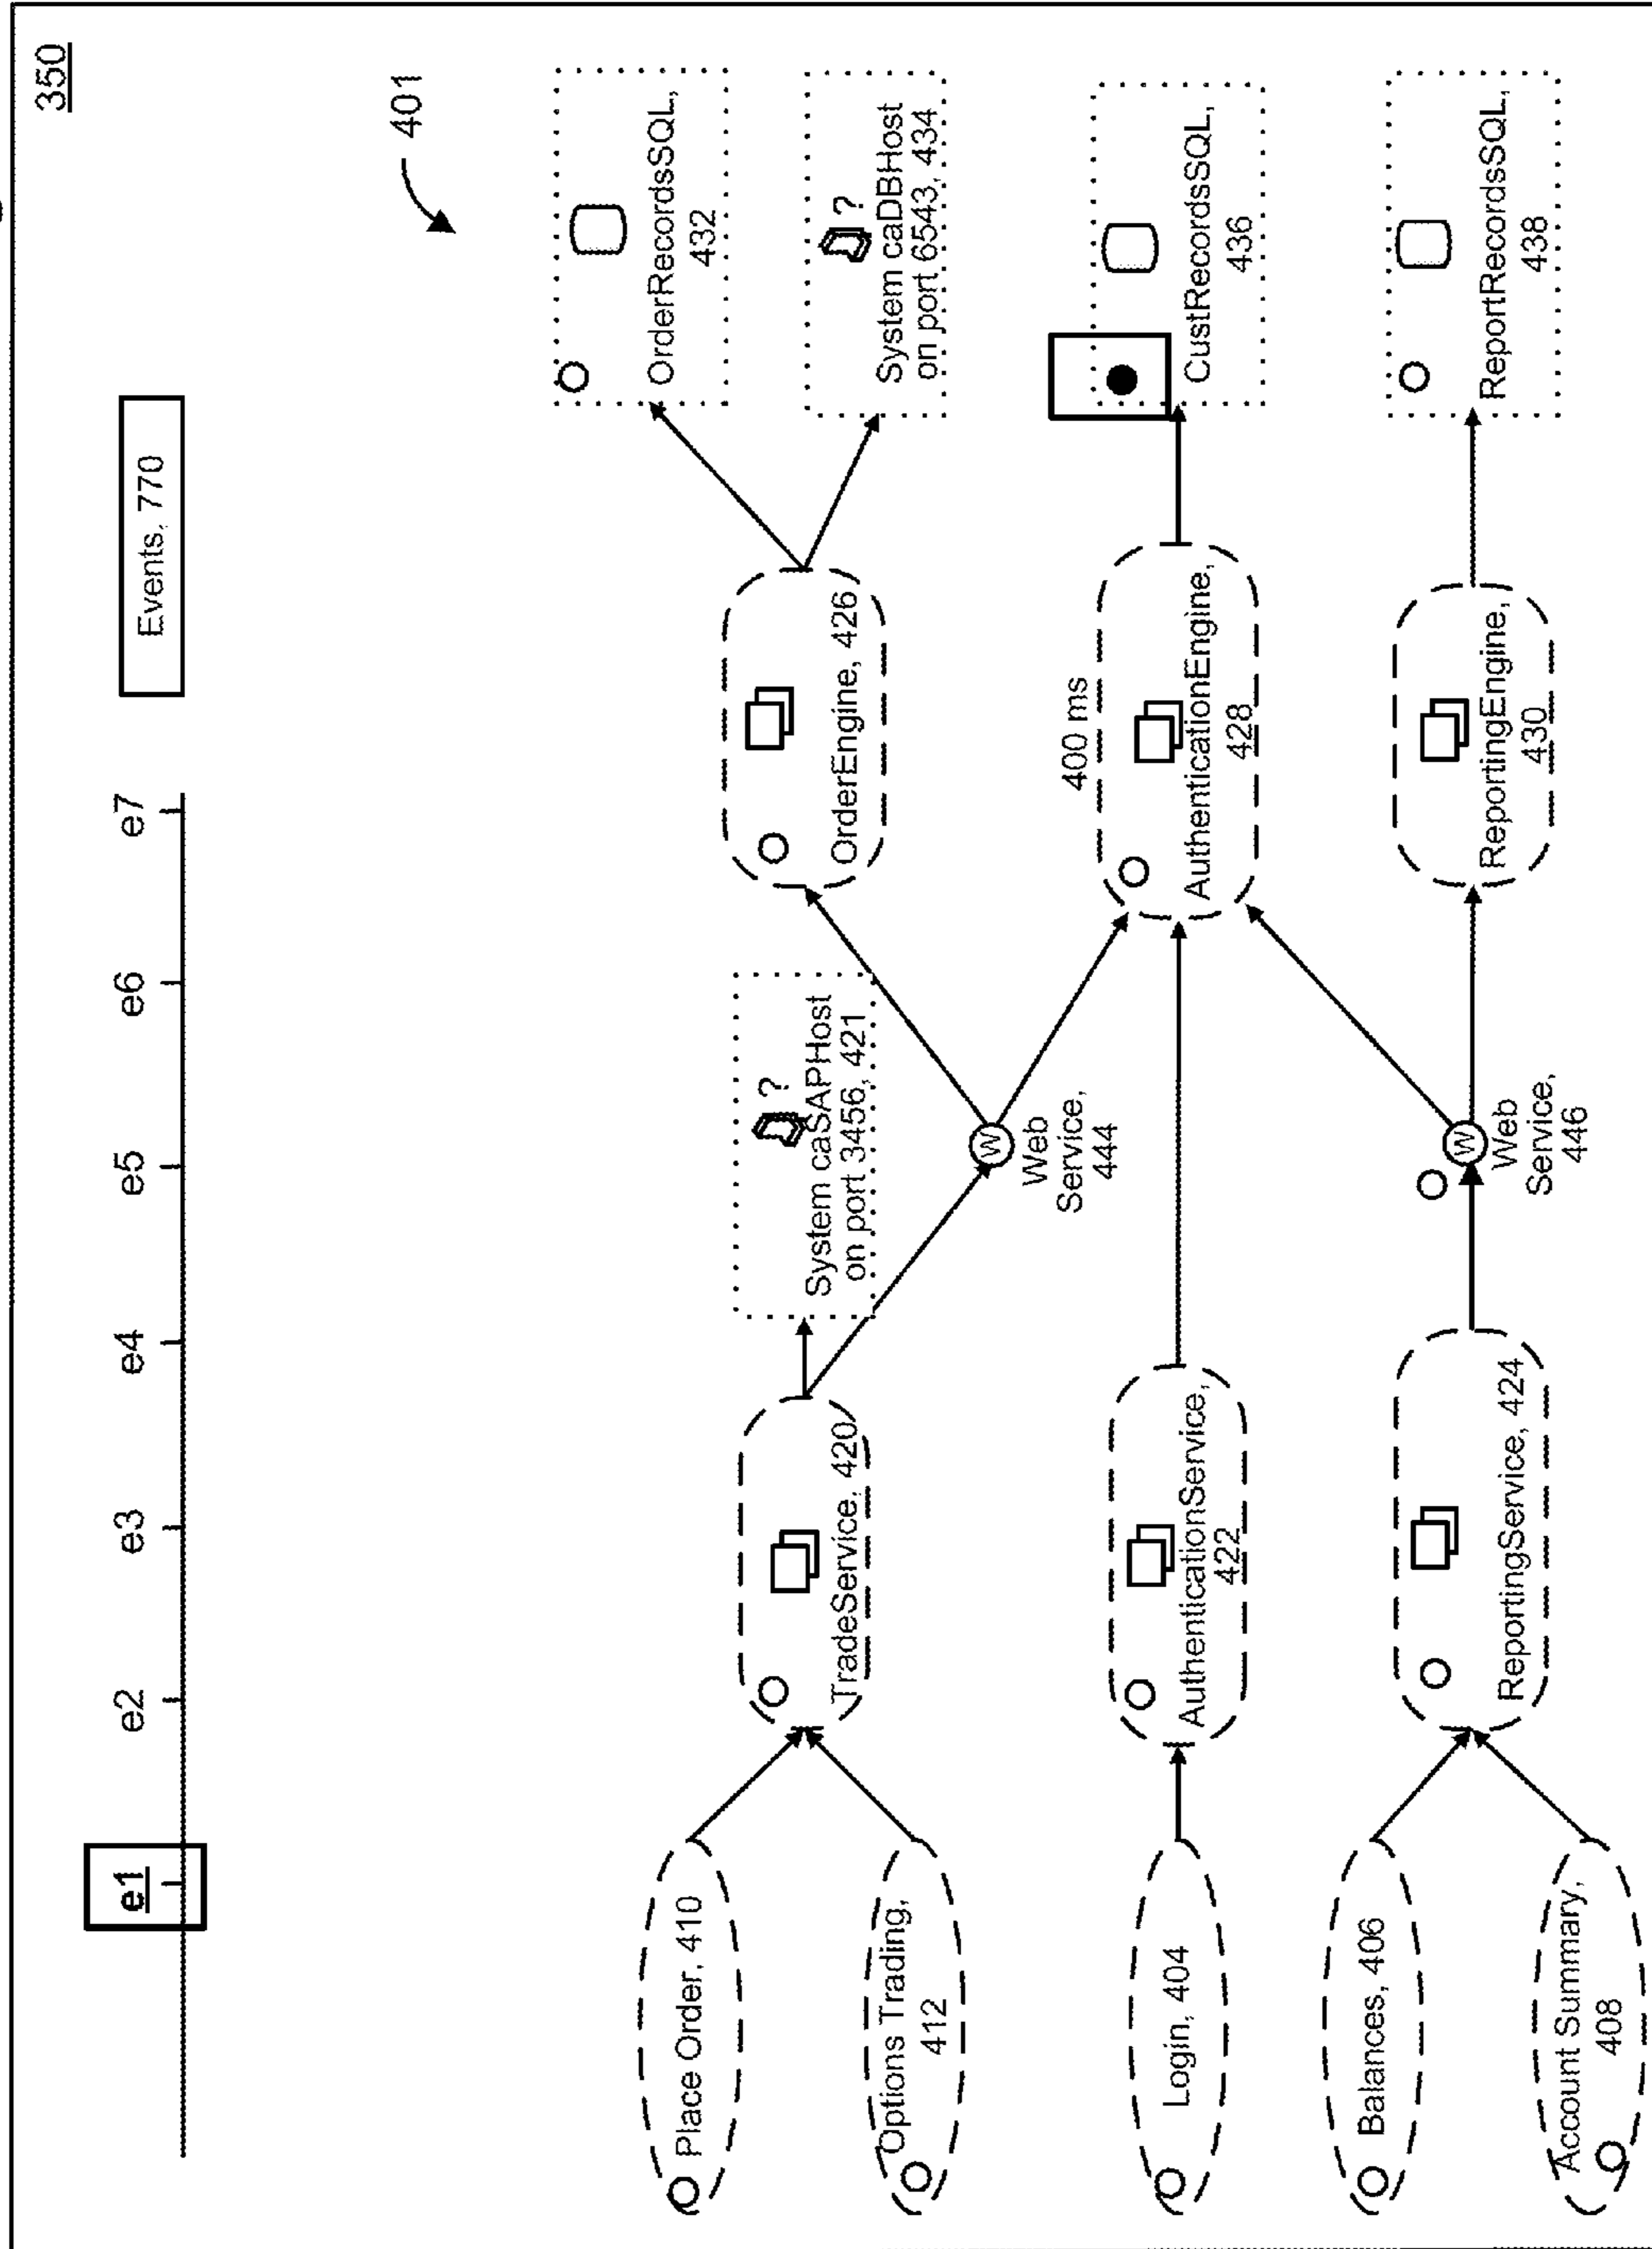 350
Events, 770
e1
e2
e3
e4
e5
e6
e7
401
Place Order, 410
Options Trading,
412
Login, 404
Balances, 406
Account Summary,
408
TradeService, 420
AuthenticationService,
422
ReportingService, 424
?
System caSAPHost
on port 3456, 421
W
Web
Service,
444
W
Web
Service,
446
OrderEngine, 426
400 ms
AuthenticationEngine,
428
ReportingEngine,
430
OrderRecordsSQL,
432
?
System caDBHost
on port 6543, 434
CustRecordsSQL,
436
ReportRecordsSQL,
438